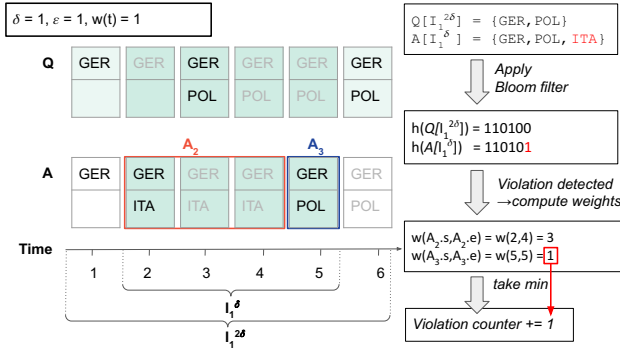 δ = 1, ε = 1, w(t) = 1
Q
GER GER GER GER GER GER
POL POL POL POL
A₂ A₃
A
GER GER GER GER GER GER
ITA ITA ITA POL POL
Time
1 2 3 4 5 6
I₁^δ
I₁^2δ
Q[I₁^2δ] = {GER,POL}
A[I₁^δ] = {GER,POL, ITA}
Apply
Bloom filter
h(Q[I₁^2δ]) = 110100
h(A[I₁^δ]) = 110101
Violation detected
→compute weights
w(A₂.s,A₂.e) = w(2,4) = 3
w(A₃.s,A₃.e) = w(5,5) = 1
take min
Violation counter += 1